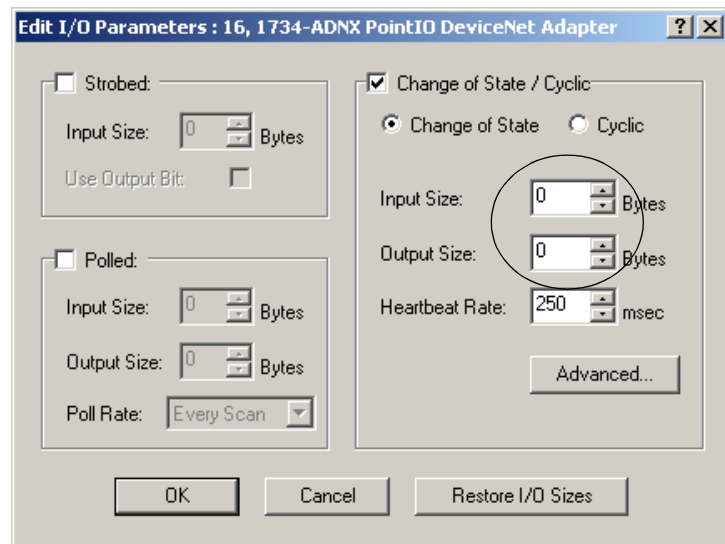 Edit I/O Parameters : 16, 1734-ADNX PointIO DeviceNet Adapter
Strobed:
Input Size: 0 Bytes
Use Output Bit:
Polled:
Input Size: 0 Bytes
Output Size: 0 Bytes
Poll Rate: Every Scan
Change of State / Cyclic
Change of State Cyclic
Input Size: 0 Bytes
Output Size: 0 Bytes
Heartbeat Rate: 250 msec
Advanced...
OK Cancel Restore I/O Sizes